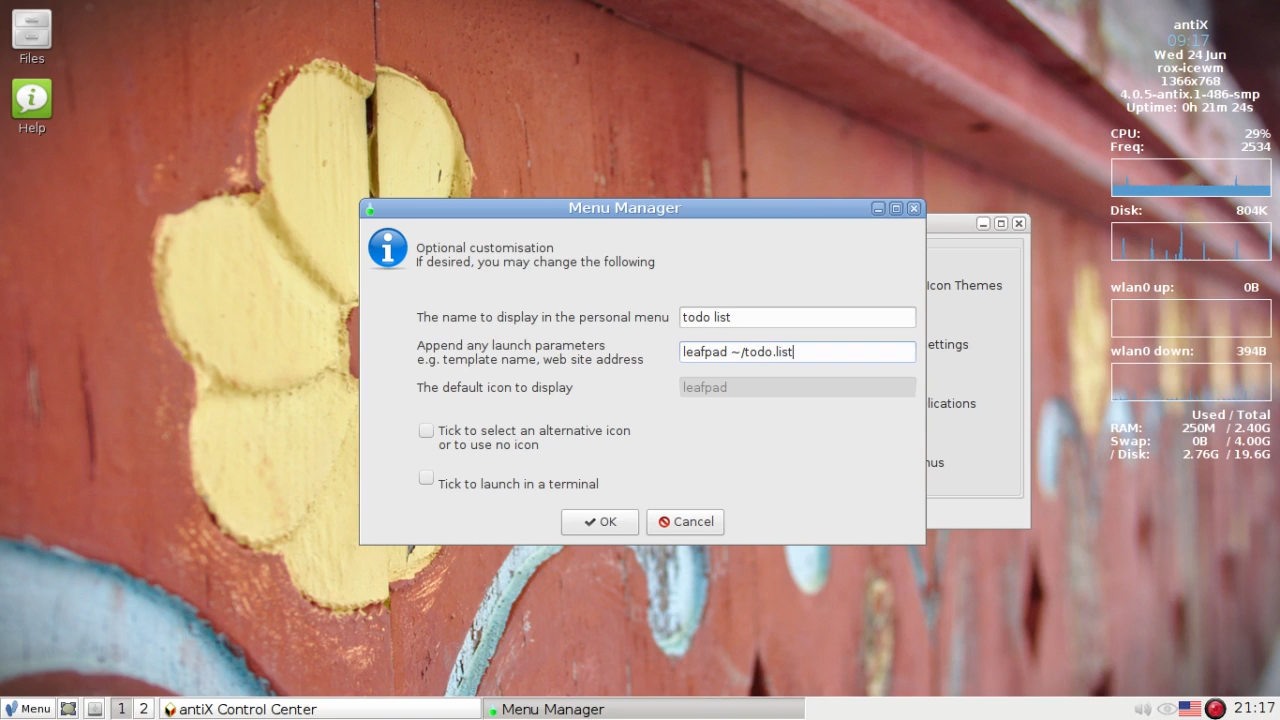 Files
Help
Menu Manager
Optional customisation
If desired, you may change the following
The name to display in the personal menu
todo list
Append any launch parameters
e.g. template name, web site address
leafpad ~/todo.list
The default icon to display
leafpad
Tick to select an alternative icon
or to use no icon
Tick to launch in a terminal
OK
Cancel
Icon Themes
ettings
lications
nus
antiX
09:17
Wed 24 Jun
rox-icewm
1366x768
4.0.5-antix.1-486-smp
Uptime: 0h 21m 24s
CPU: 29%
Freq: 2534
Disk: 804K
wlan0 up: 0B
wlan0 down: 394B
Used / Total
RAM: 250M / 2.40G
Swap: 0B / 4.00G
/ Disk: 2.76G / 19.6G
Menu
1
2
antiX Control Center
Menu Manager
21:17